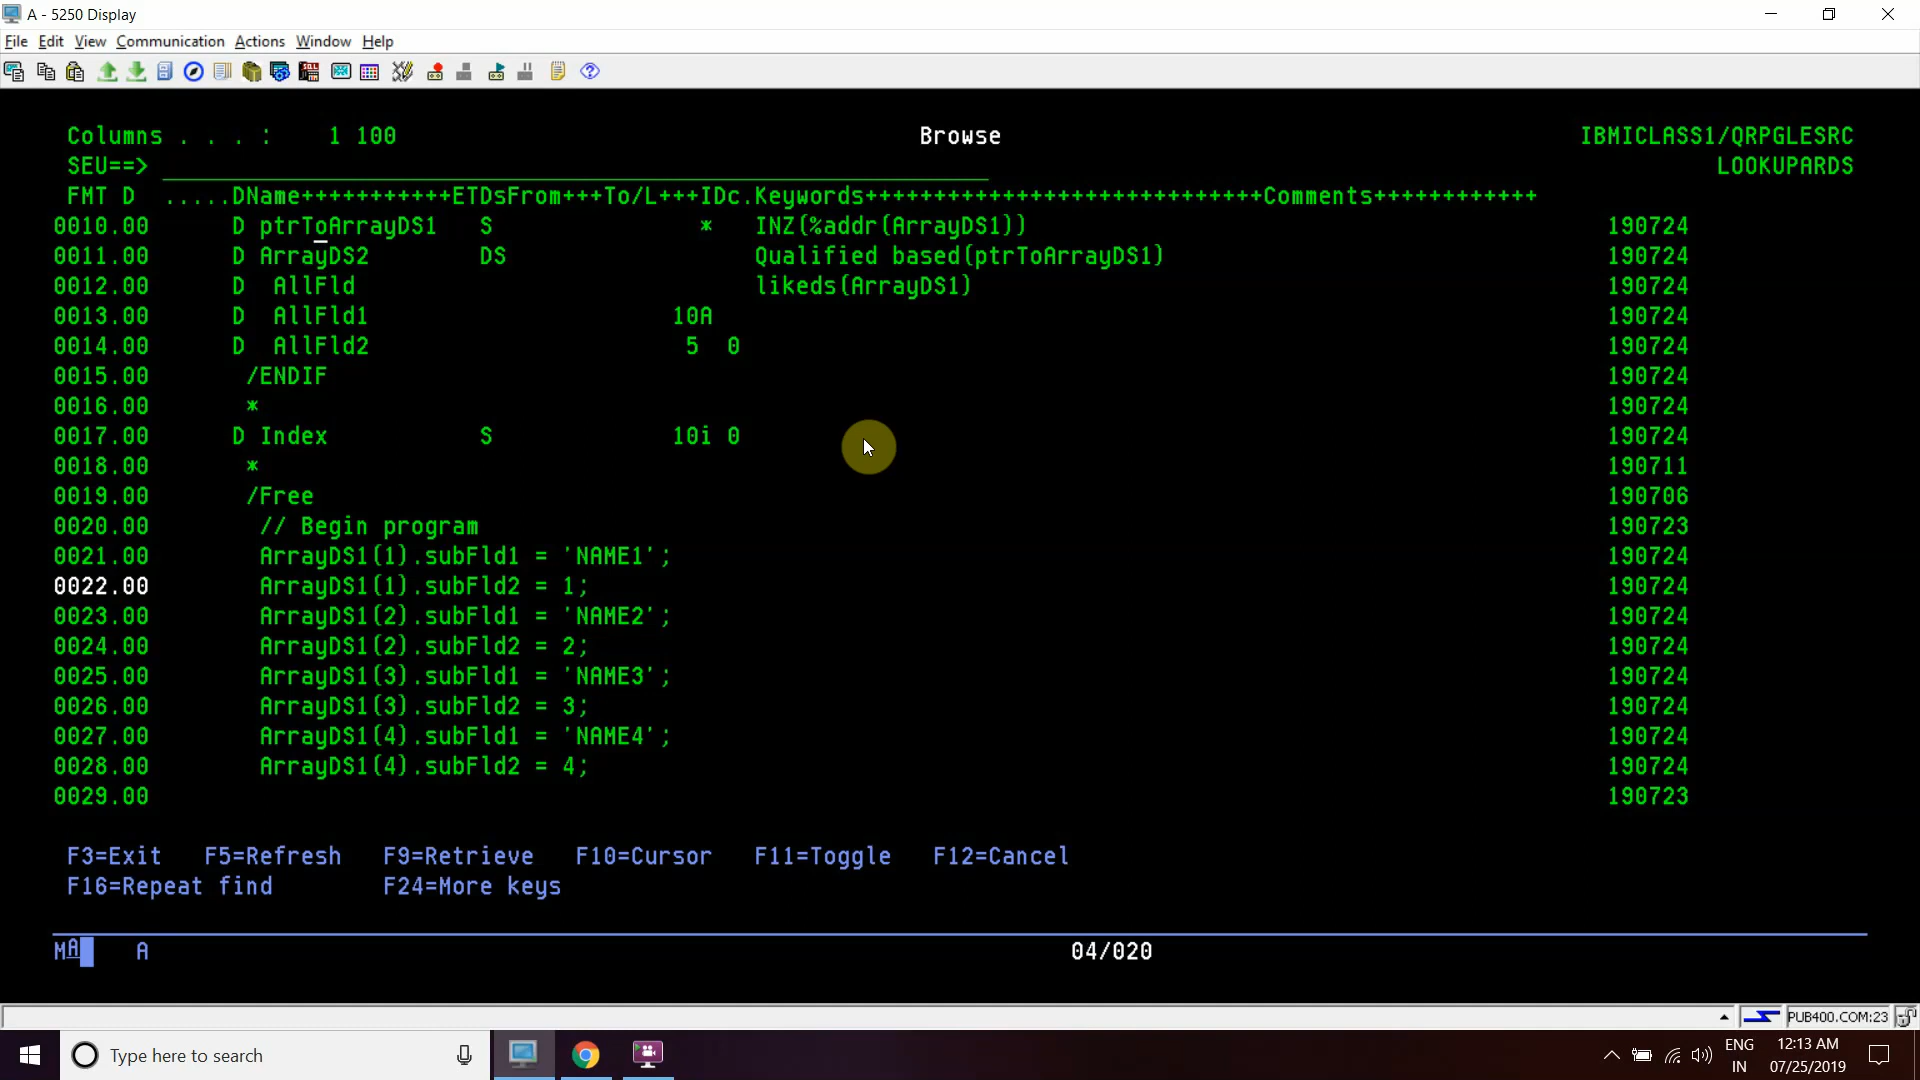 A - 5250 Display
File Edit View Communication Actions Window Help
Columns . . . :    1 100    Browse    IBMICLASS1/QRPGLESRC
SEU==>    LOOKUPARDS
FMT D  .....DName+++++++++++ETDsFrom+++To/L+++IDc.Keywords+++++++++++++++++++++++++++++Comments++++++++++++
0010.00      D ptrToArrayDS1   S               *   INZ(%addr(ArrayDS1))    190724
0011.00      D ArrayDS2        DS                  Qualified based(ptrToArrayDS1)    190724
0012.00      D  AllFld                             likeds(ArrayDS1)    190724
0013.00      D  AllFld1                      10A    190724
0014.00      D  AllFld2                       5  0    190724
0015.00       /ENDIF    190724
0016.00       *    190724
0017.00      D Index           S            10i 0    190724
0018.00       *    190711
0019.00       /Free    190706
0020.00        // Begin program    190723
0021.00        ArrayDS1(1).subFld1 = 'NAME1';    190724
0022.00        ArrayDS1(1).subFld2 = 1;    190724
0023.00        ArrayDS1(2).subFld1 = 'NAME2';    190724
0024.00        ArrayDS1(2).subFld2 = 2;    190724
0025.00        ArrayDS1(3).subFld1 = 'NAME3';    190724
0026.00        ArrayDS1(3).subFld2 = 3;    190724
0027.00        ArrayDS1(4).subFld1 = 'NAME4';    190724
0028.00        ArrayDS1(4).subFld2 = 4;    190724
0029.00    190723
F3=Exit   F5=Refresh   F9=Retrieve   F10=Cursor   F11=Toggle   F12=Cancel
F16=Repeat find        F24=More keys
MA    A    04/020
PUB400.COM:23
Type here to search
ENG
IN
12:13 AM
07/25/2019